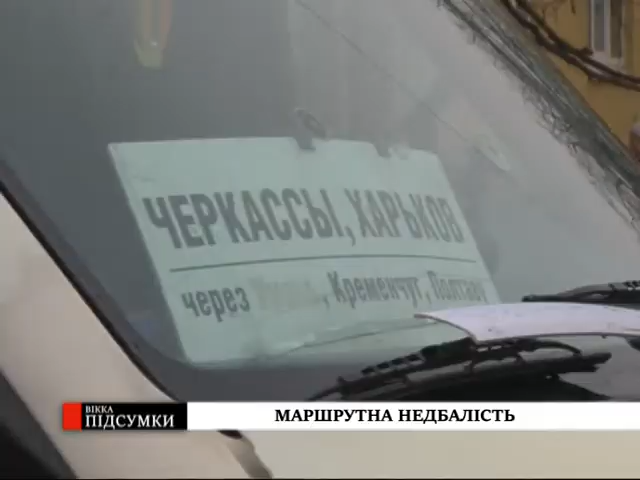 ЧЕРКАССЫ, ХАРЬКОВ
через , Кременчуг, Полтаву
ВІККА
ПІДСУМКИ
МАРШРУТНА НЕДБАЛІСТЬ